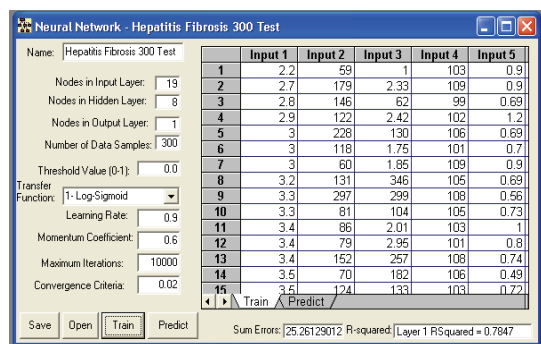 Neural Network - Hepatitis Fibrosis 300 Test
Name: Hepatitis Fibrosis 300 Test
Nodes in Input Layer: 19
Nodes in Hidden Layer: 8
Nodes in Output Layer: 1
Number of Data Samples: 300
Threshold Value (0-1): 0.0
Transfer
Function: 1- Log-Sigmoid
Learning Rate: 0.9
Momentum Coefficient: 0.6
Maximum Iterations: 10000
Convergence Criteria: 0.02
Save Open Train Predict
Input 1 Input 2 Input 3 Input 4 Input 5
1 2.2 59 1 103 0.9
2 2.7 179 2.33 109 0.9
3 2.8 146 62 99 0.69
4 2.9 122 2.42 102 1.2
5 3 228 130 106 0.69
6 3 118 1.75 101 0.7
7 3 60 1.85 109 0.9
8 3.2 131 346 105 0.69
9 3.3 297 299 108 0.56
10 3.3 81 104 105 0.73
11 3.4 86 2.01 103 1
12 3.4 79 2.95 101 0.8
13 3.4 152 257 108 0.74
14 3.5 70 182 106 0.49
15 3.5 124 133 103 0.72
Train Predict
Sum Errors: 25.26129012 R-squared: Layer 1 RSquared = 0.7847